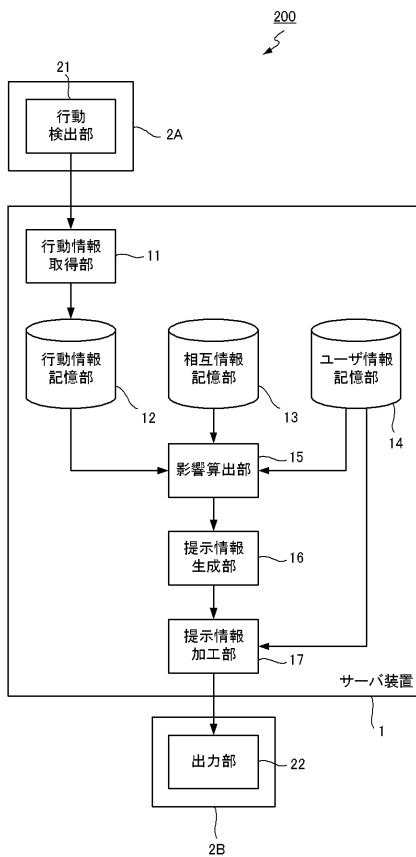 200
21
行動
検出部
2A
行動情報
取得部
11
行動情報
記憶部
12
相互情報
記憶部
13
ユーザ情報
記憶部
14
影響算出部
15
提示情報
生成部
16
提示情報
加工部
17
サーバ装置
1
出力部
22
2B